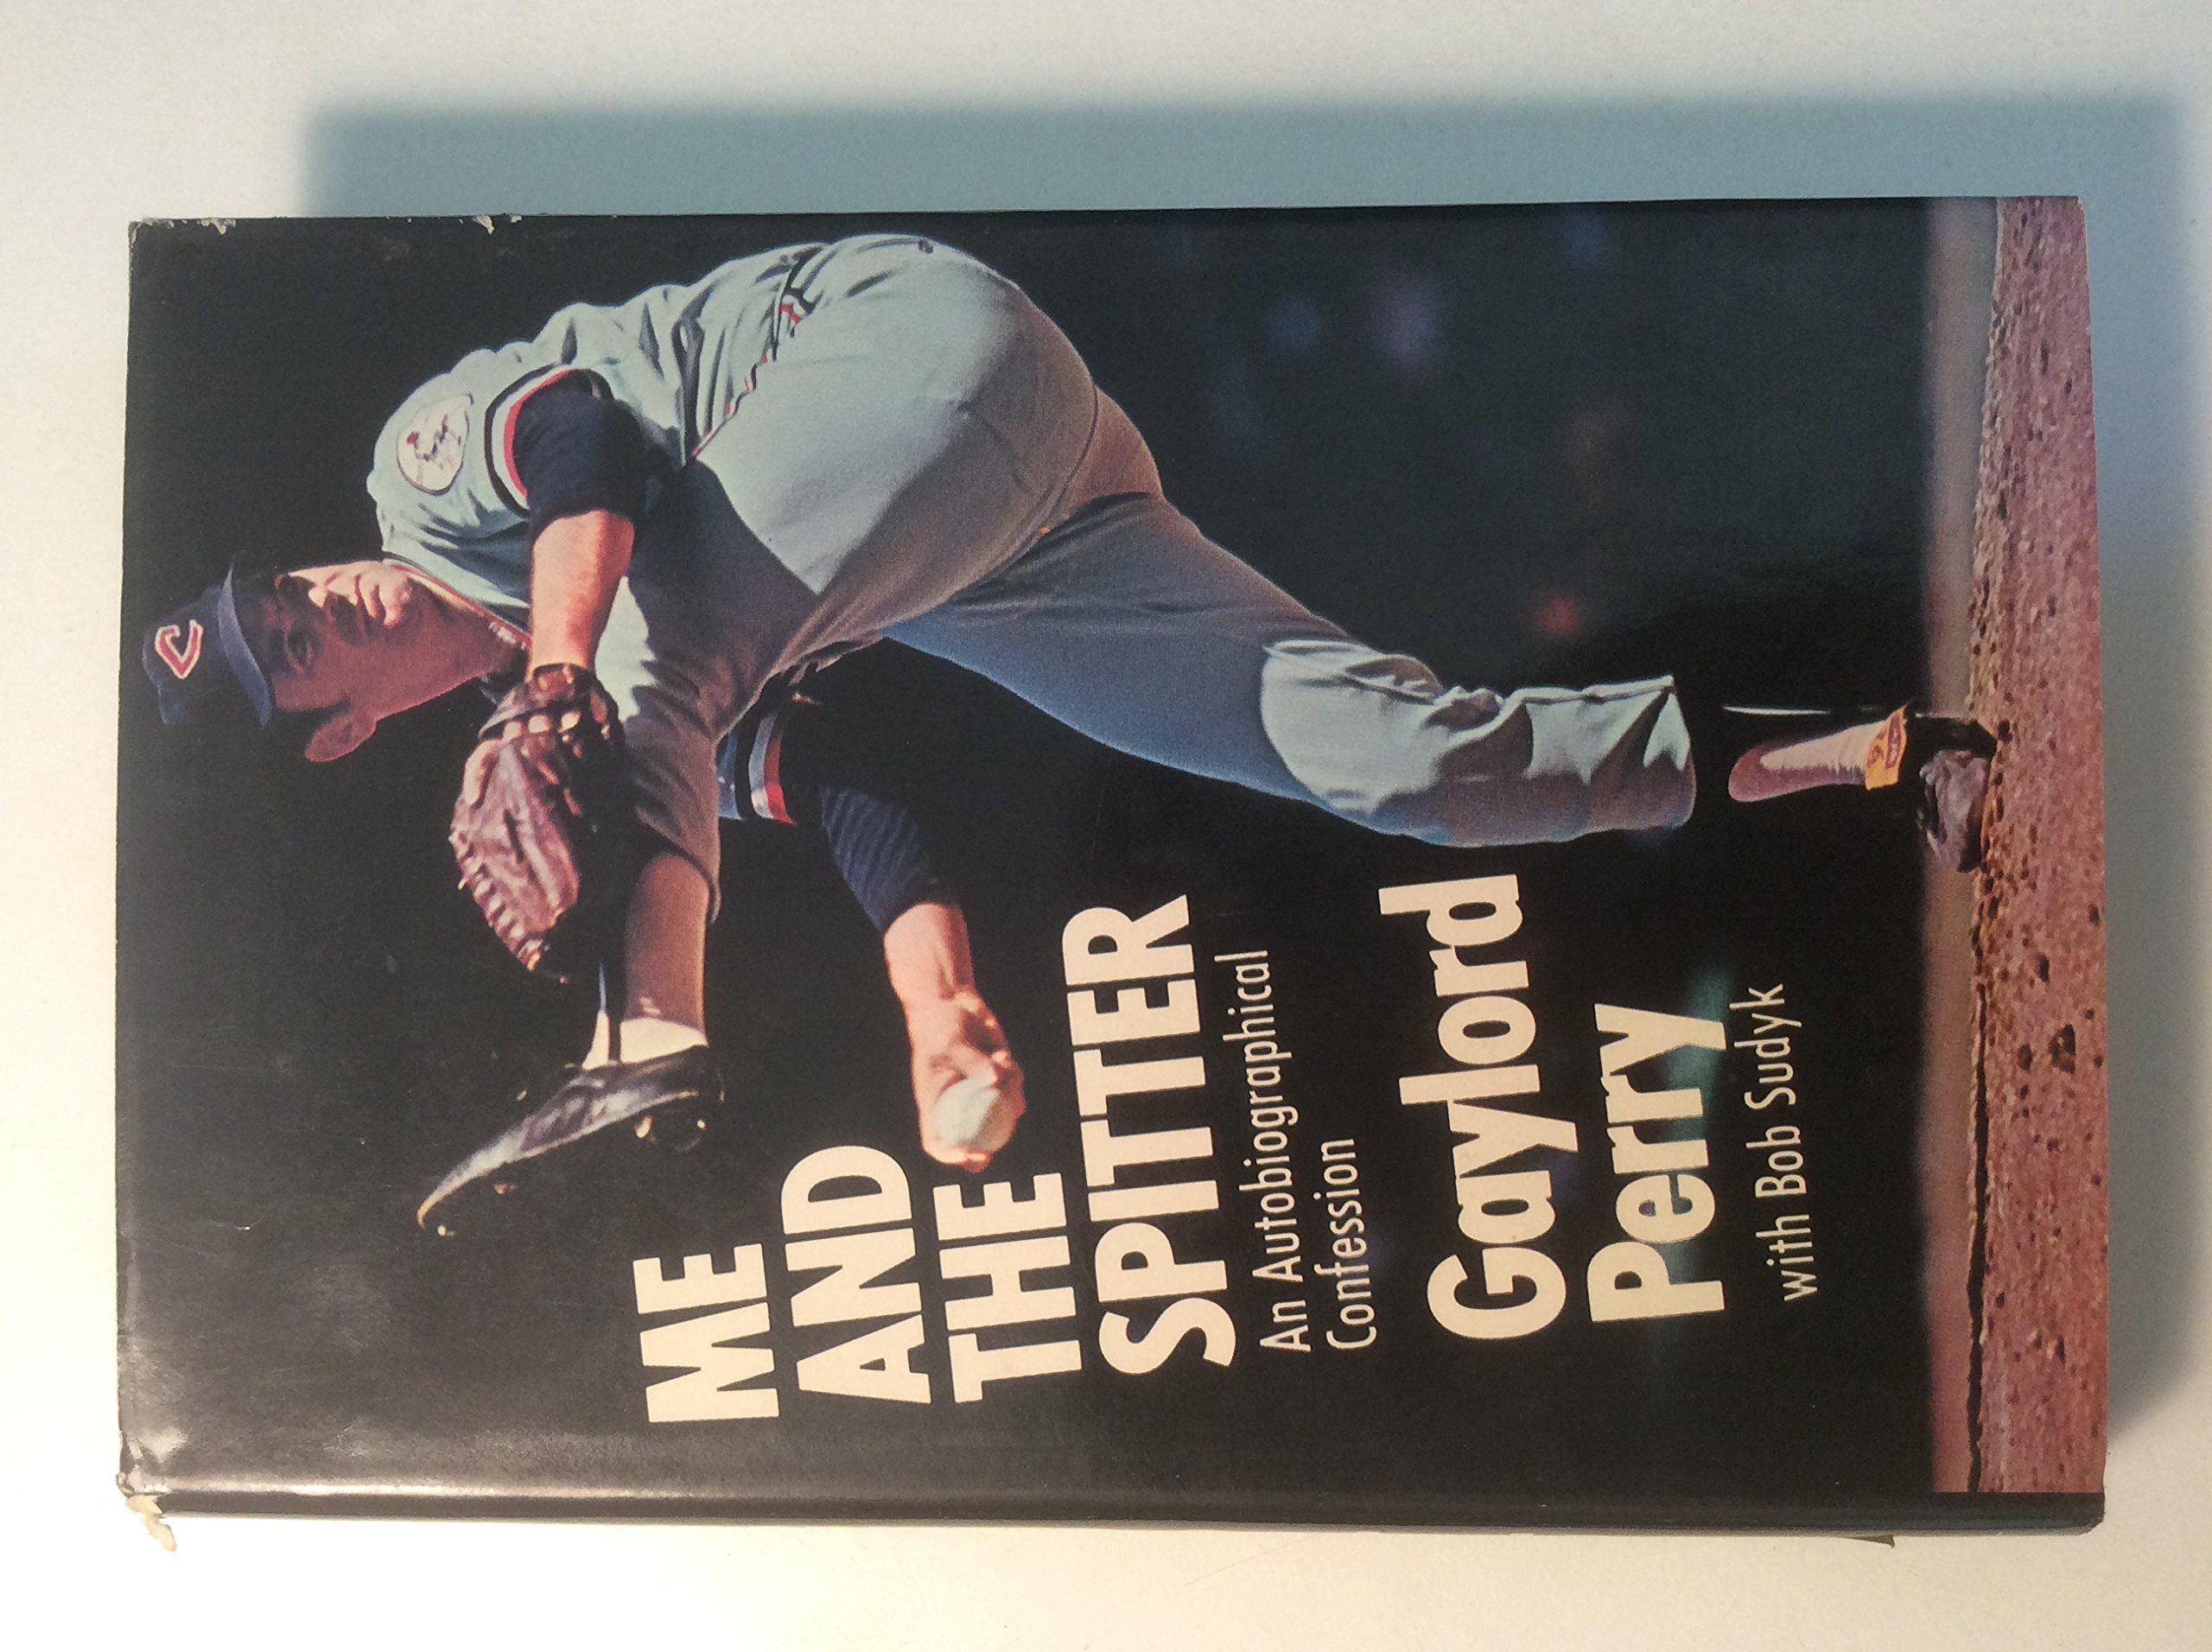 C
ME
AND
THE
SPITTER
An Autobiographical
Confession
Gaylord
Perry
with Bob Sudyk